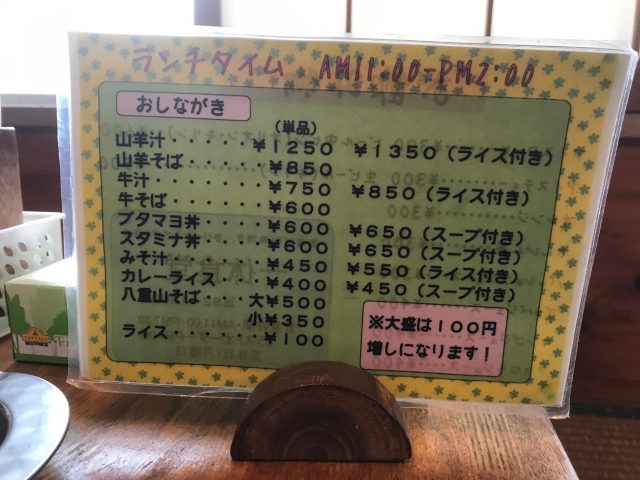 ランチタイム AM11:00-PM2:00
おしながき
(単品)
山羊汁・・・・・¥1250 ¥1350(ライス付き)
山羊そば・・・・¥850
牛汁・・・・・・¥750 ¥850(ライス付き)
牛そば・・・・・¥600
ブタマヨ丼・・・¥600 ¥650(スープ付き)
スタミナ丼・・・¥600 ¥650(スープ付き)
みそ汁・・・・・¥450 ¥550(ライス付き)
カレーライス・・¥400 ¥450(スープ付き)
八重山そば・・・大¥500
小¥350
ライス・・・・・¥100
※大盛は100円
増しになります!